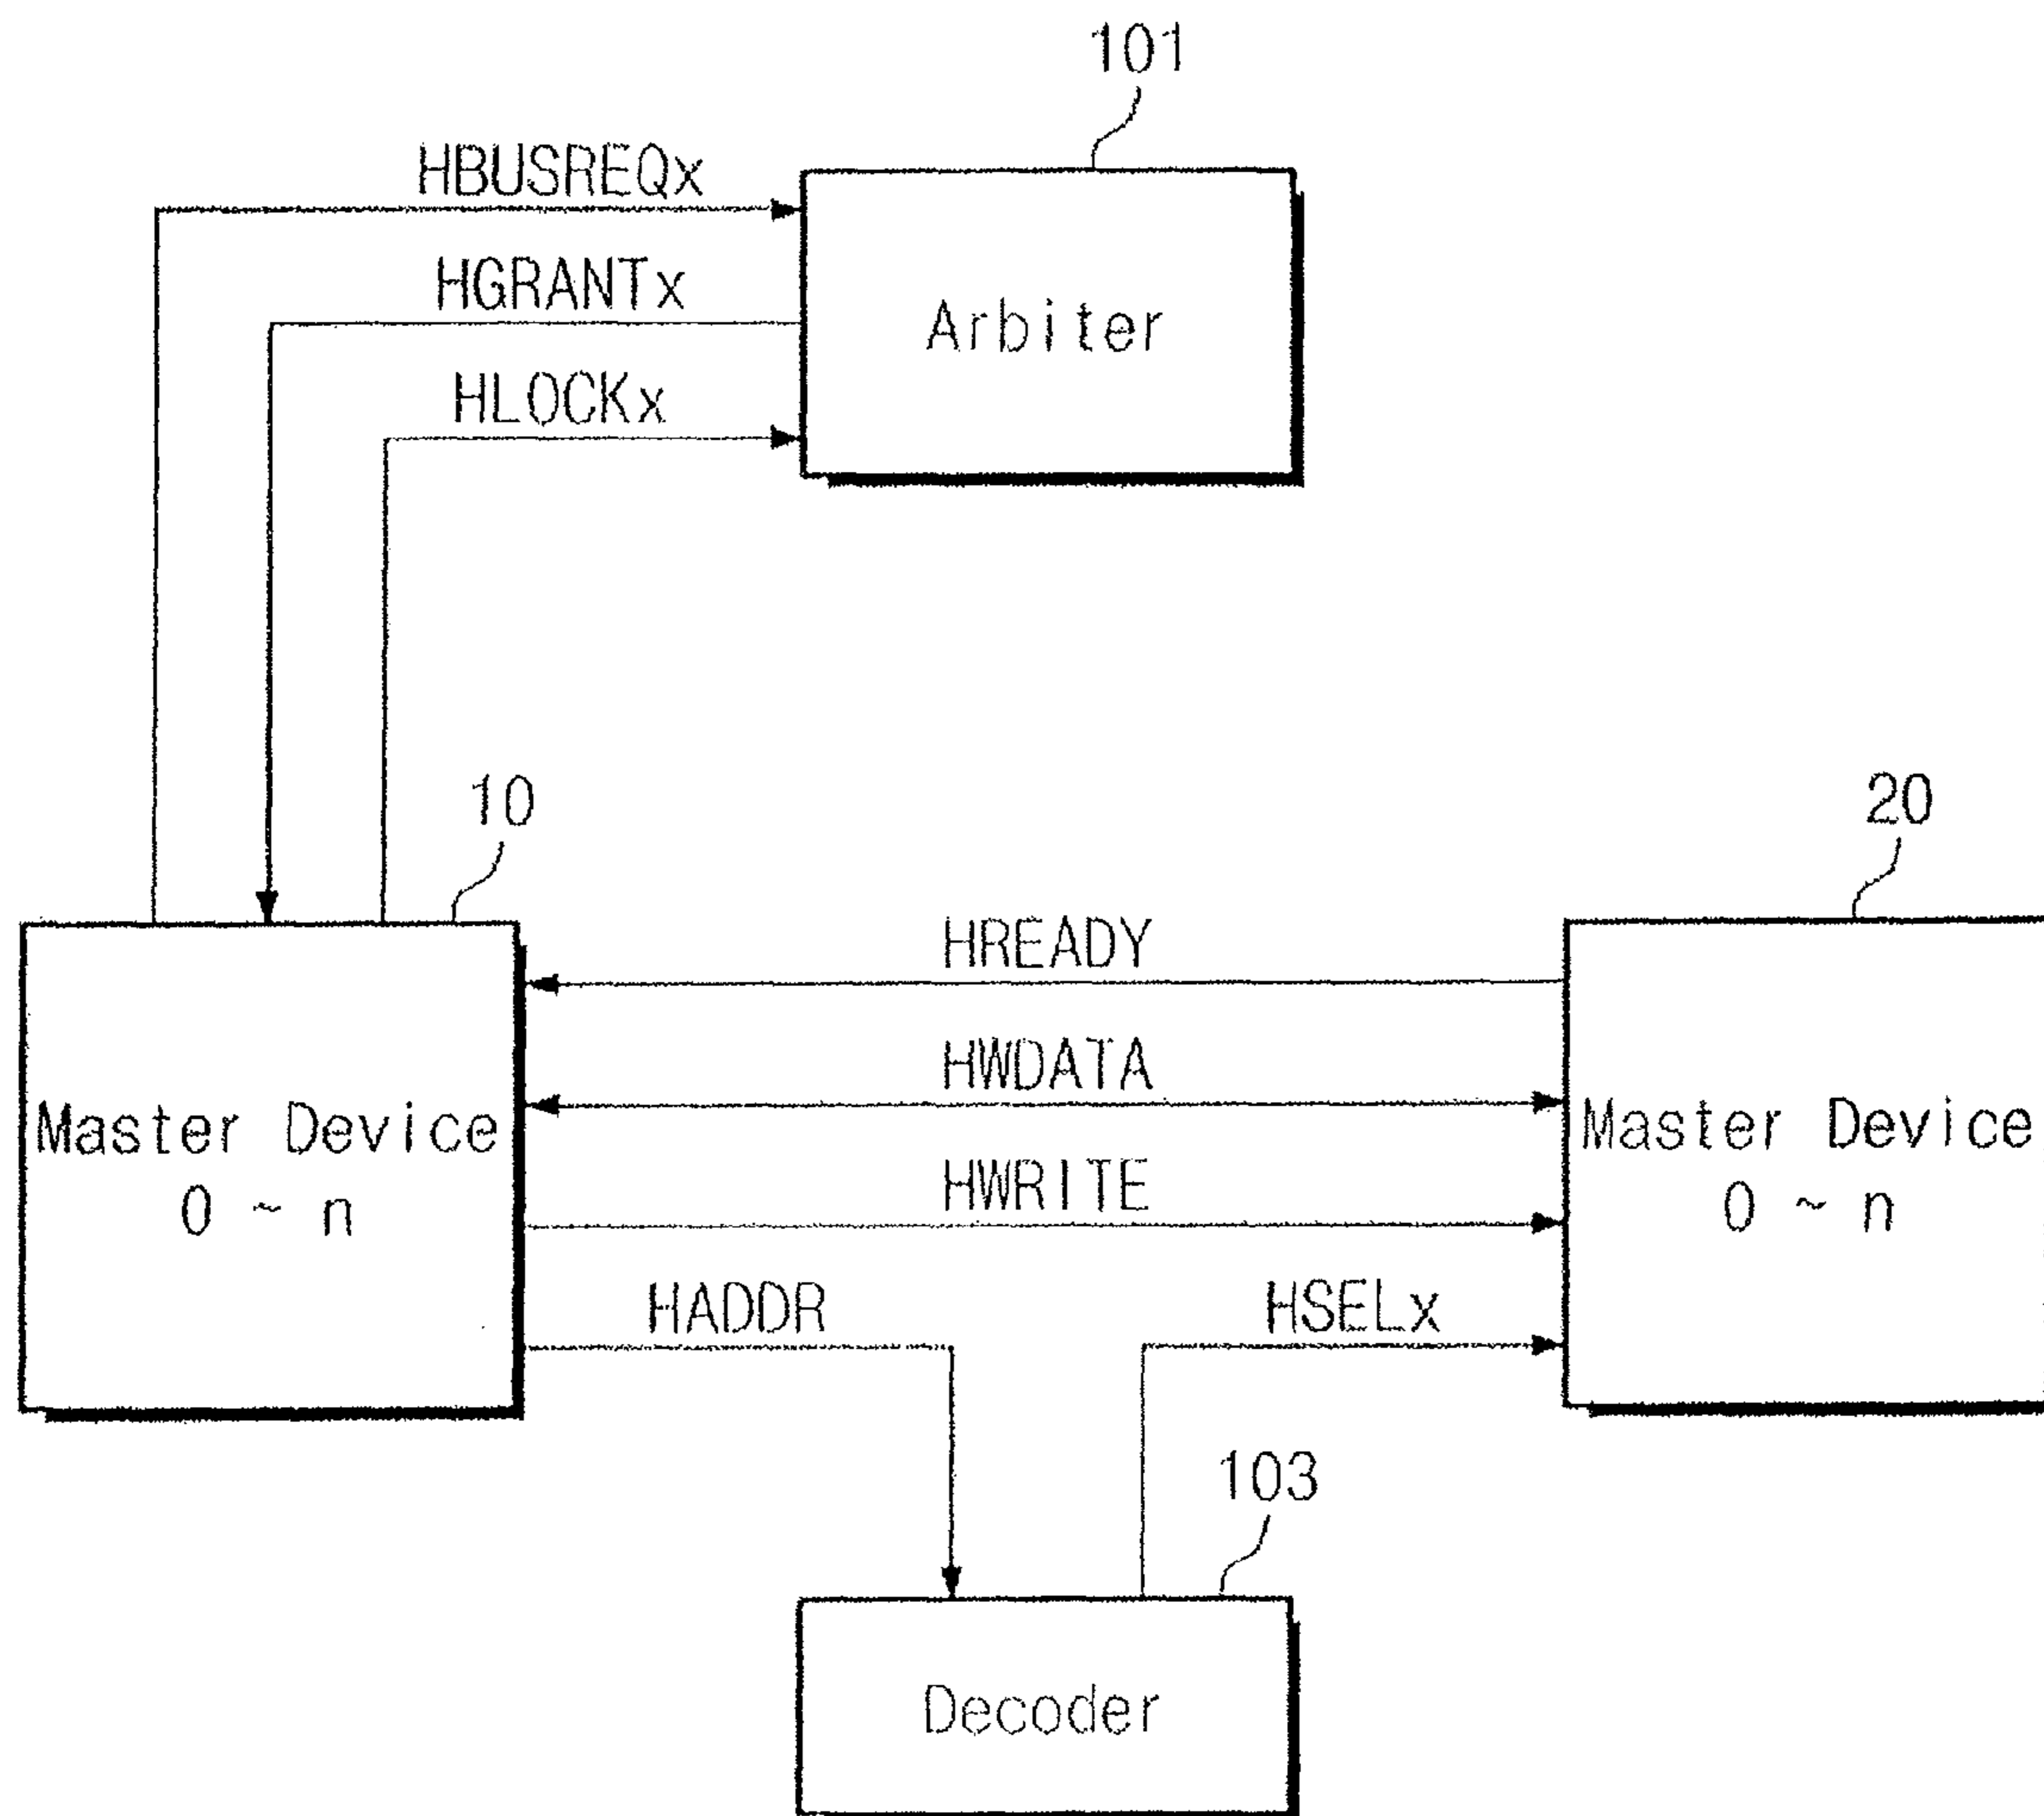 101
HBUSREQx
HGRANTx
Arbiter
HLOCKx
10
20
HREADY
HWDATA
Master Device
0 ~ n
Master Device
0 ~ n
HWRITE
HADDR
HSELx
103
Decoder